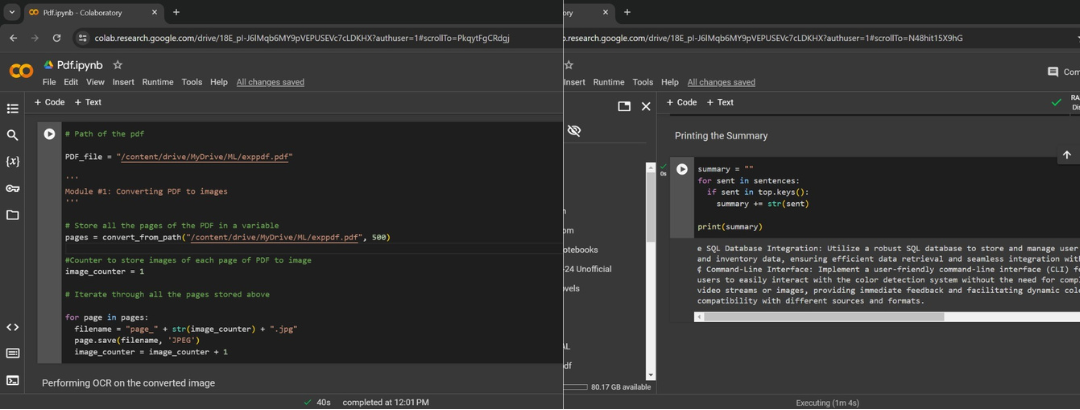 Pdf.ipynb - Colaboratory
colab.research.google.com/drive/18E_pI-J6IMqb6MY9pVEPUSEVc7cLDKHX?authuser=1#scrollTo=PkqytFgCRdgj
Pdf.ipynb
File Edit View Insert Runtime Tools Help All changes saved
+ Code + Text
# Path of the pdf
PDF_file = "/content/drive/MyDrive/ML/exppdf.pdf"
'''
Module #1: Converting PDF to images
'''
# Store all the pages of the PDF in a variable
pages = convert_from_path("/content/drive/MyDrive/ML/exppdf.pdf", 500)
#Counter to store images of each page of PDF to image
image_counter = 1
# Iterate through all the pages stored above
for page in pages:
filename = "page_" + str(image_counter) + ".jpg"
page.save(filename, 'JPEG')
image_counter = image_counter + 1
Performing OCR on the converted image
40s completed at 12:01 PM
ory
o.research.google.com/drive/18E_pI-J6IMqb6MY9pVEPUSEVc7cLDKHX?authuser=1#scrollTo=N48hit15X9hG
Insert Runtime Tools Help All changes saved
Com
+ Code + Text
RA
Di
Printing the Summary
0s
summary = ""
for sent in sentences:
if sent in top.keys():
summary += str(sent)
print(summary)
e SQL Database Integration: Utilize a robust SQL database to store and manage user
and inventory data, ensuring efficient data retrieval and seamless integration wit
¢ Command-Line Interface: Implement a user-friendly command-line interface (CLI) f
users to easily interact with the color detection system without the need for comp
video streams or images, providing immediate feedback and facilitating dynamic colo
compatibility with different sources and formats.
om
otebooks
-24 Unofficial
vels
AL
df
80.17 GB available
Executing (1m 4s)